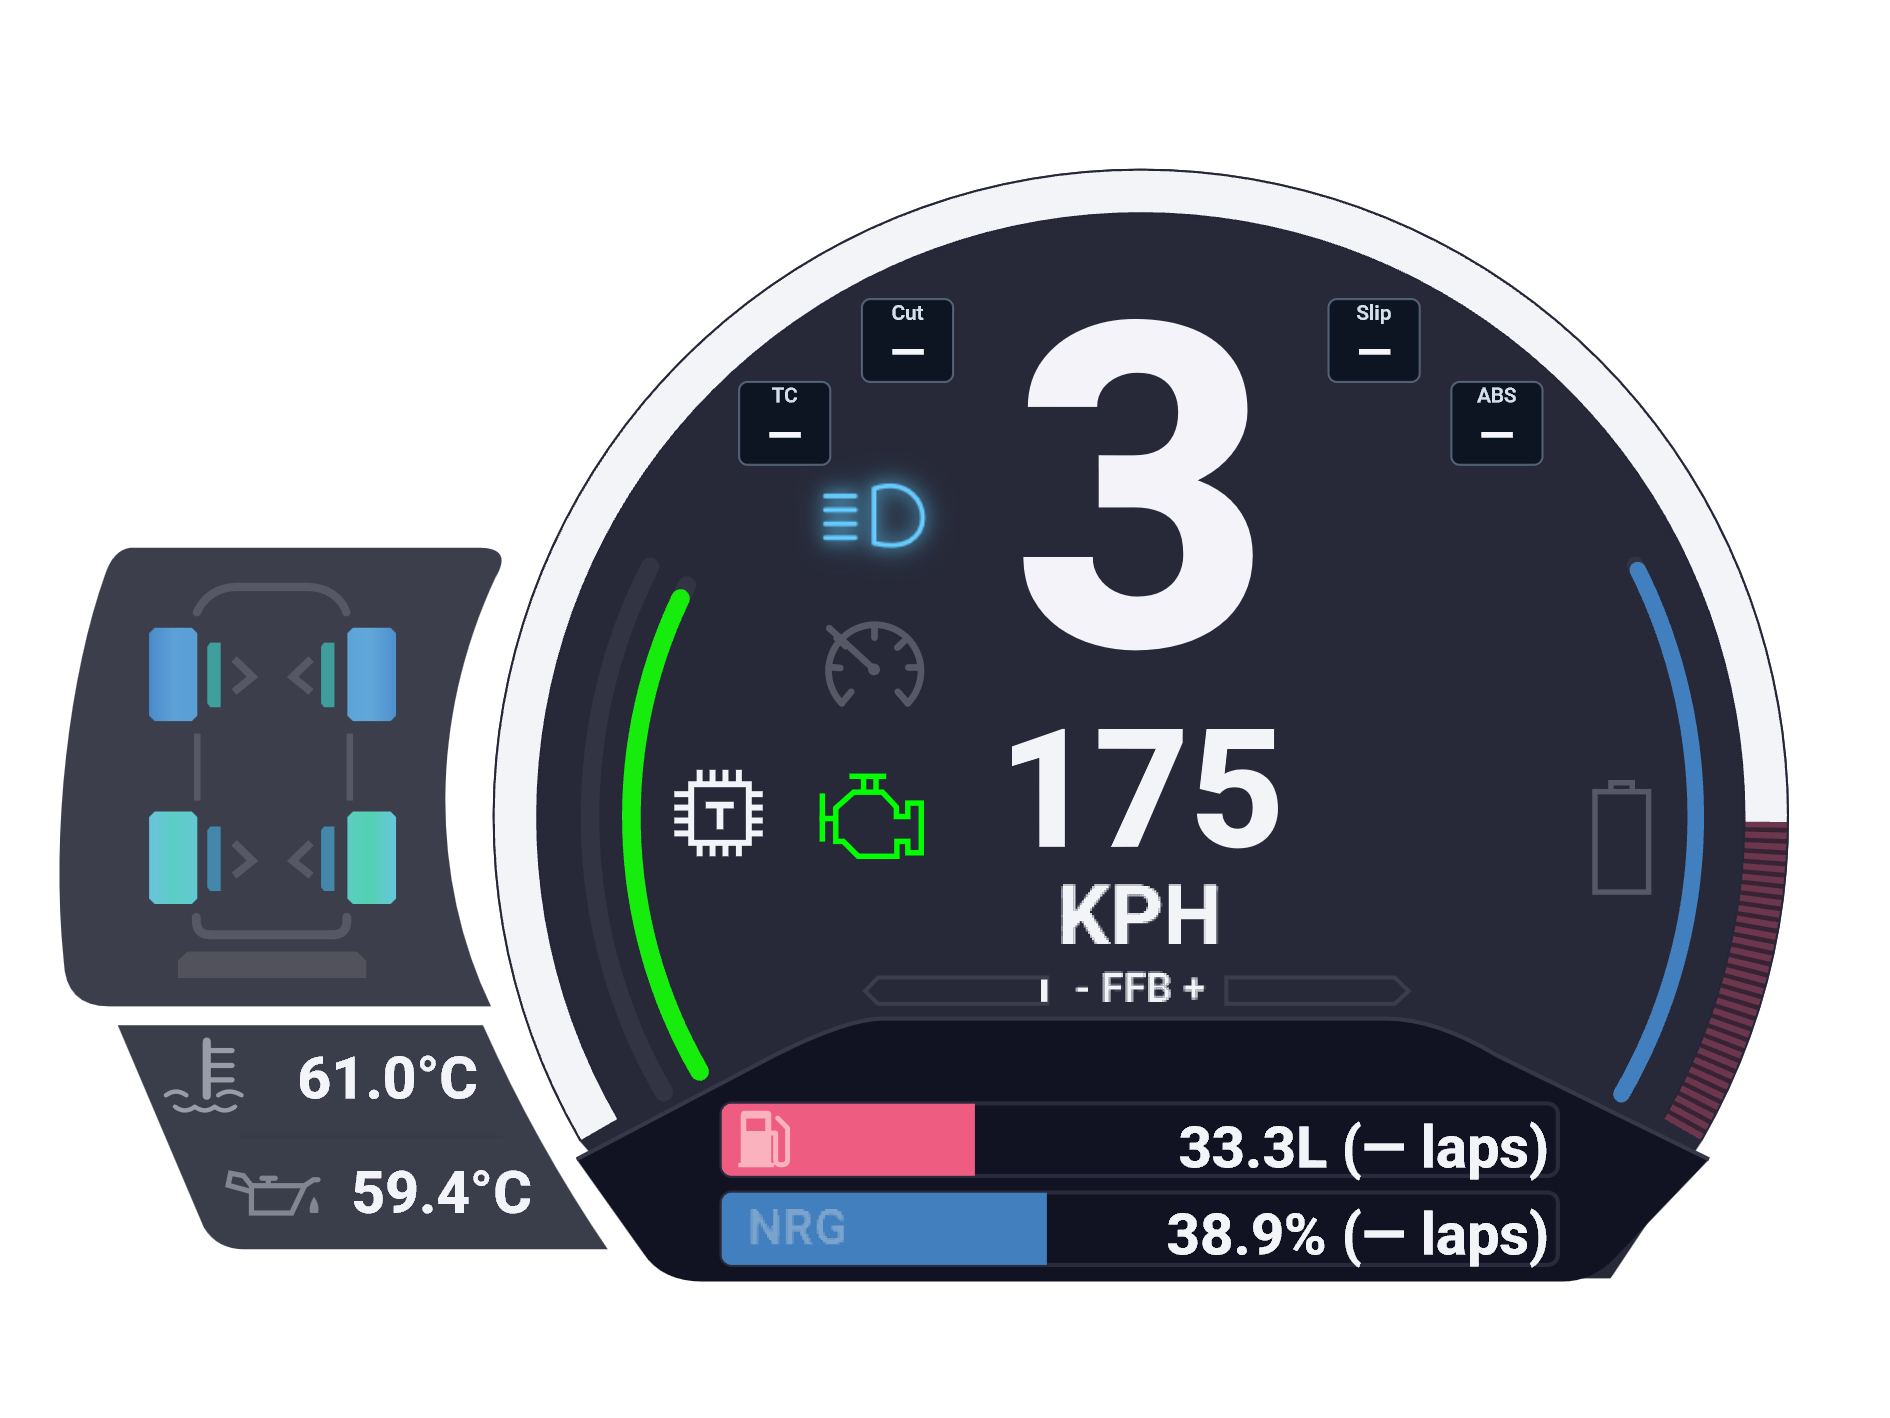 Cut
—
Slip
—
TC
—
ABS
—
3
T
175
KPH
- FFB +
61.0°C
59.4°C
33.3L (— laps)
NRG
38.9% (— laps)